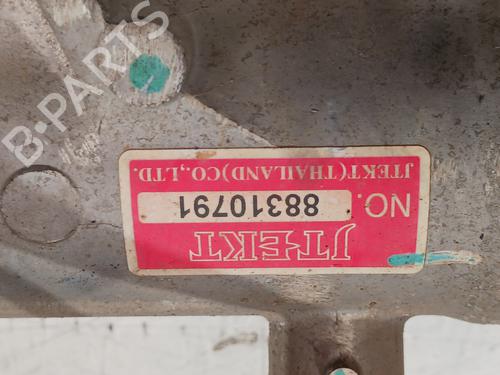 JTEKT
NO. 88310791
JTEKT(THAILAND)CO.,LTD.
B-PARTS